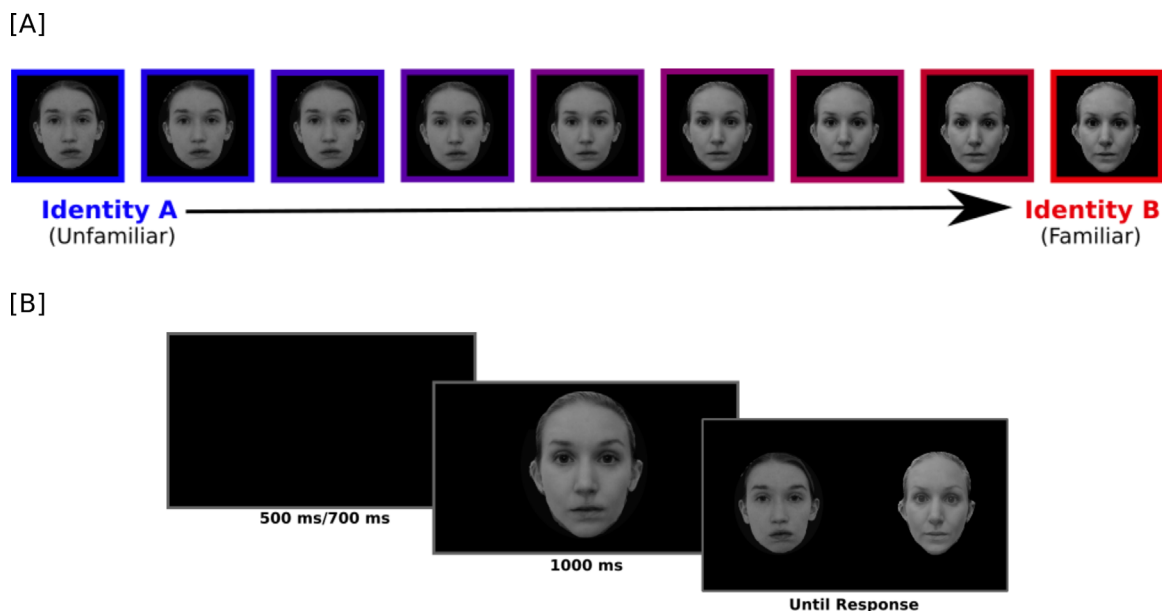 [A]
Identity A
(Unfamiliar)
Identity B
(Familiar)
[B]
500 ms/700 ms
1000 ms
Until Response